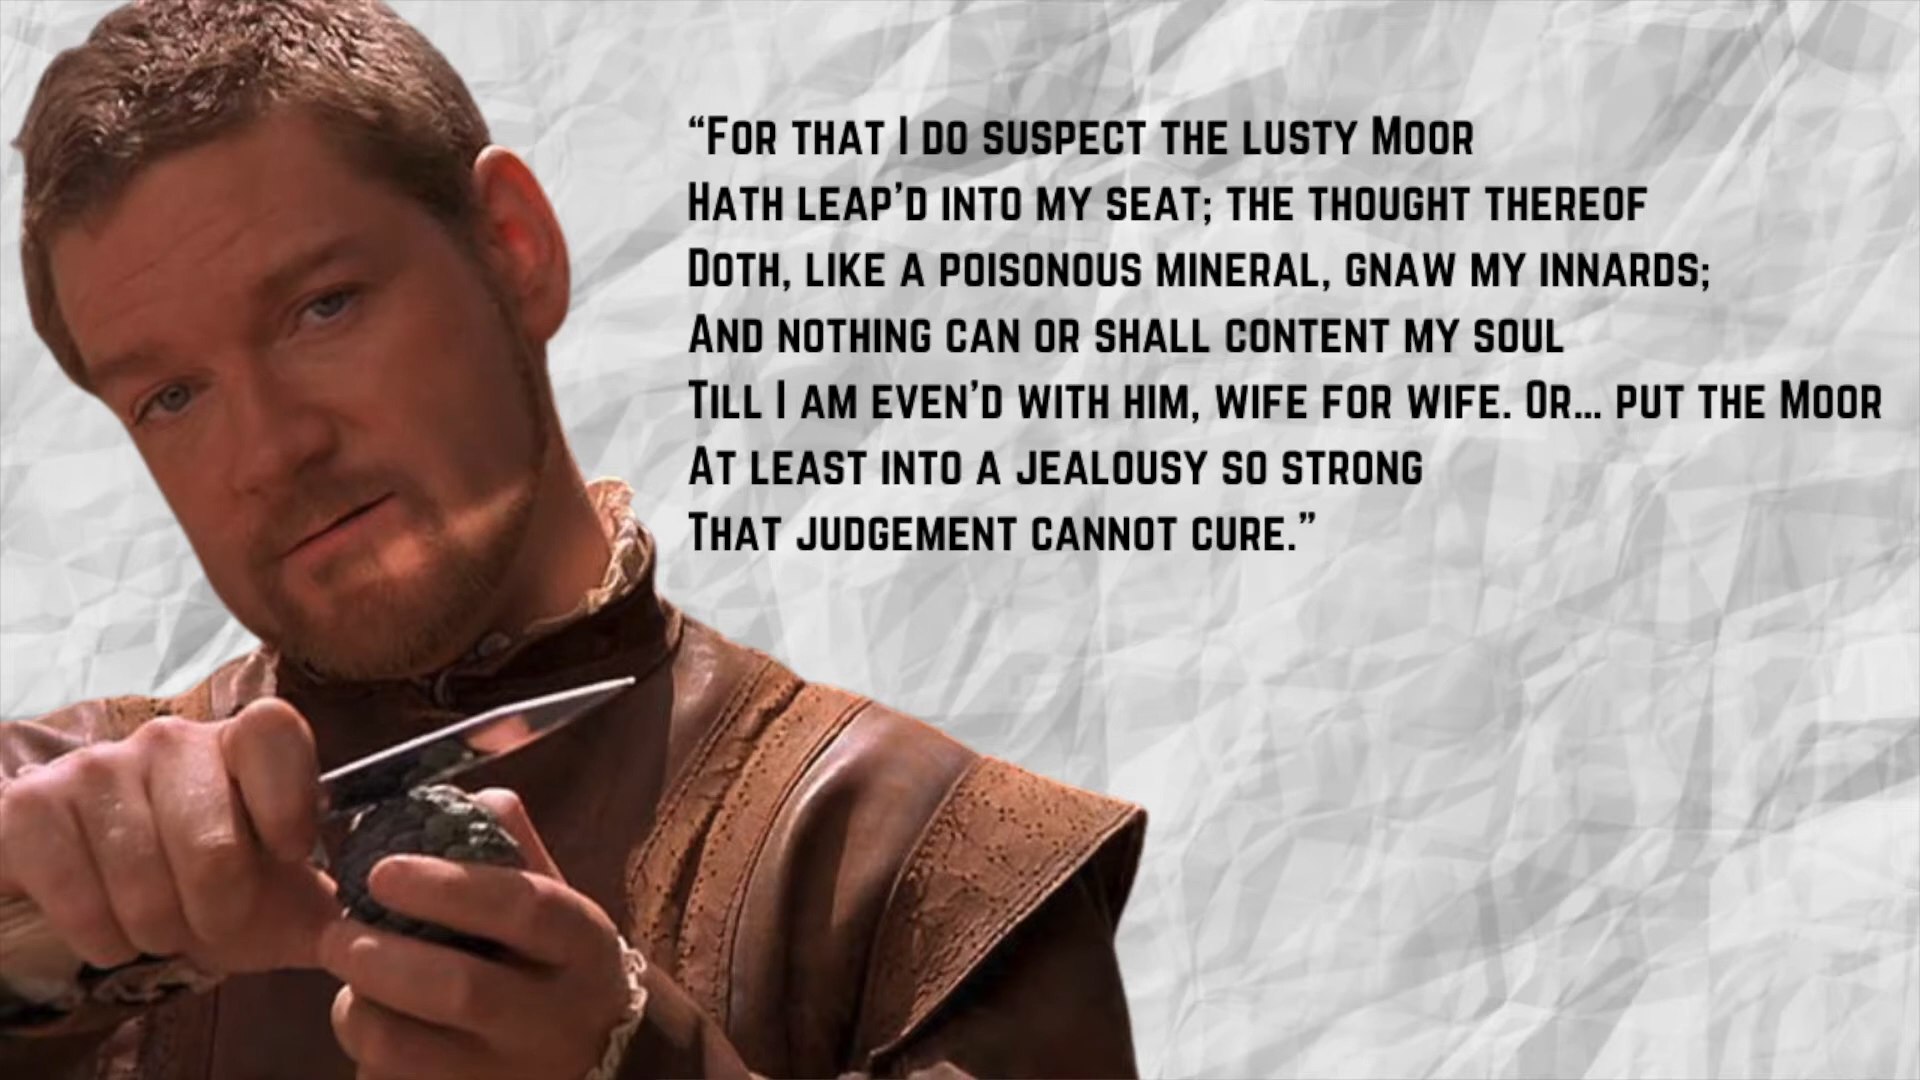 “For that I do suspect the lusty Moor
Hath leap’d into my seat; the thought thereof
Doth, like a poisonous mineral, gnaw my innards;
And nothing can or shall content my soul
Till I am even’d with him, wife for wife. Or... put the Moor
At least into a jealousy so strong
That judgement cannot cure.”